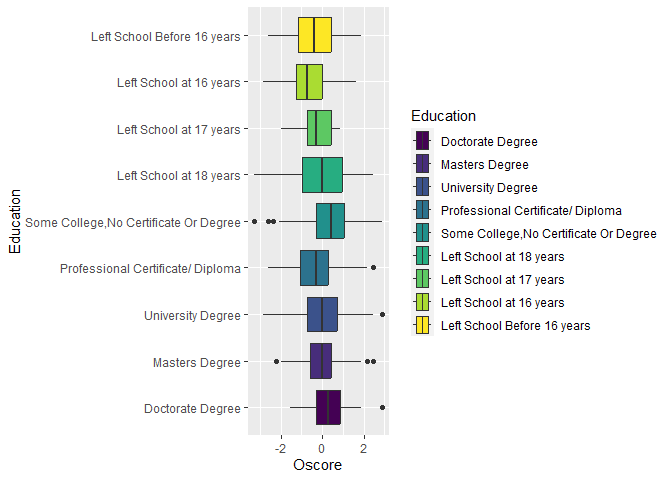 Left School Before 16 years
Left School at 16 years
Left School at 17 years
Left School at 18 years
Some College,No Certificate Or Degree
Professional Certificate/ Diploma
University Degree
Masters Degree
Doctorate Degree
Education
-2 0 2
Oscore
Education
Doctorate Degree
Masters Degree
University Degree
Professional Certificate/ Diploma
Some College,No Certificate Or Degree
Left School at 18 years
Left School at 17 years
Left School at 16 years
Left School Before 16 years